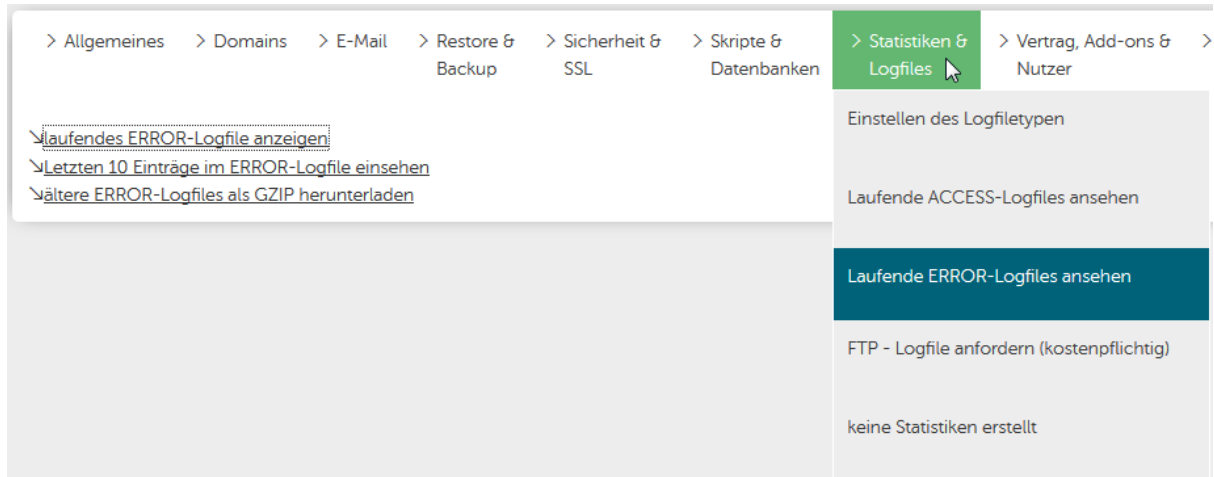 > Allgemeines > Domains > E-Mail > Restore & > Sicherheit & > Skripte & > Statistiken & > Vertrag, Add-ons & >
Backup SSL Datenbanken Logfiles Nutzer
laufendes ERROR-Logfile anzeigen
Letzten 10 Einträge im ERROR-Logfile einsehen
ältere ERROR-Logfiles als GZIP herunterladen
Einstellen des Logfiletypen
Laufende ACCESS-Logfiles ansehen
Laufende ERROR-Logfiles ansehen
FTP - Logfile anfordern (kostenpflichtig)
keine Statistiken erstellt